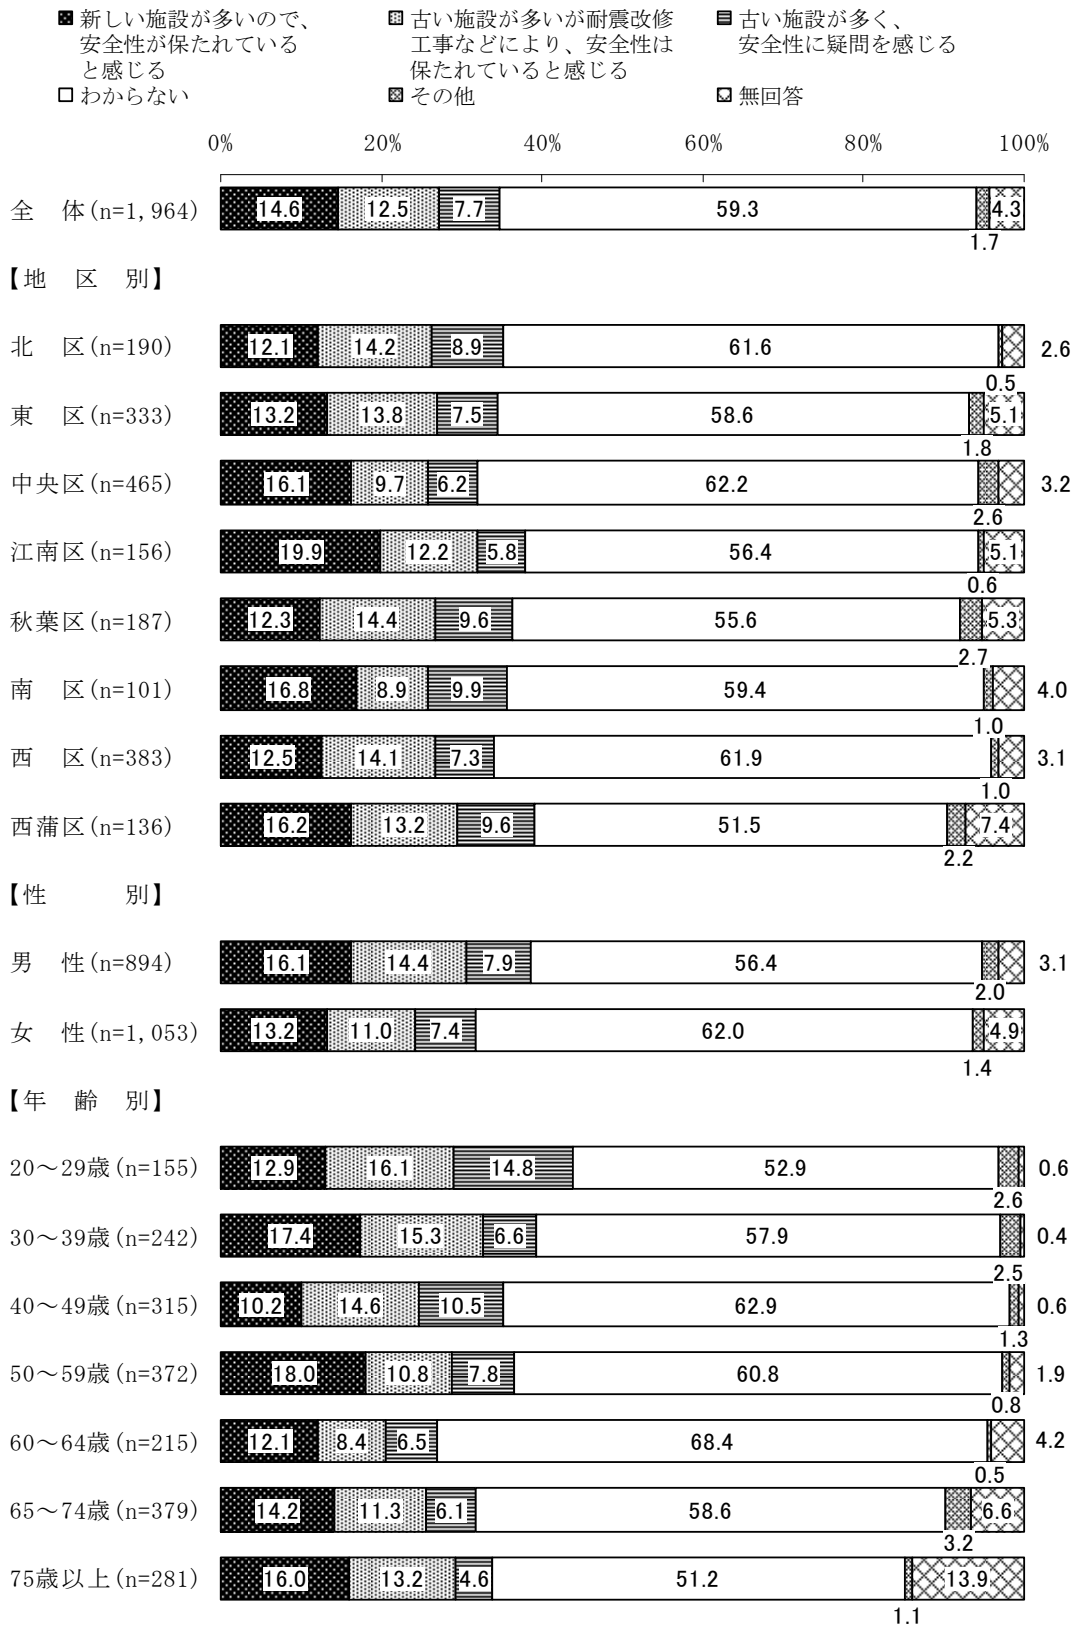 新しい施設が多いので、
安全性が保たれている
と感じる
古い施設が多いが耐震改修
工事などにより、安全性は
保たれていると感じる
古い施設が多く、
安全性に疑問を感じる
わからない
その他
無回答
0% 20% 40% 60% 80% 100%
全 体(n=1,964) 14.6 12.5 7.7 59.3 1.7 4.3
【地 区 別】
北 区(n=190) 12.1 14.2 8.9 61.6 0.5 2.6
東 区(n=333) 13.2 13.8 7.5 58.6 1.8 5.1
中央区(n=465) 16.1 9.7 6.2 62.2 2.6 3.2
江南区(n=156) 19.9 12.2 5.8 56.4 0.6 5.1
秋葉区(n=187) 12.3 14.4 9.6 55.6 2.7 5.3
南 区(n=101) 16.8 8.9 9.9 59.4 1.0 4.0
西 区(n=383) 12.5 14.1 7.3 61.9 1.0 3.1
西蒲区(n=136) 16.2 13.2 9.6 51.5 2.2 7.4
【性 別】
男 性(n=894) 16.1 14.4 7.9 56.4 2.0 3.1
女 性(n=1,053) 13.2 11.0 7.4 62.0 1.4 4.9
【年 齢 別】
20～29歳(n=155) 12.9 16.1 14.8 52.9 2.6 0.6
30～39歳(n=242) 17.4 15.3 6.6 57.9 2.5 0.4
40～49歳(n=315) 10.2 14.6 10.5 62.9 1.3 0.6
50～59歳(n=372) 18.0 10.8 7.8 60.8 0.8 1.9
60～64歳(n=215) 12.1 8.4 6.5 68.4 0.5 4.2
65～74歳(n=379) 14.2 11.3 6.1 58.6 3.2 6.6
75歳以上(n=281) 16.0 13.2 4.6 51.2 1.1 13.9